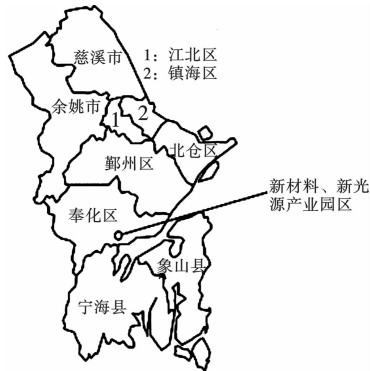 慈溪市
1：江北区
2：镇海区
余姚市
1
2
北仑区
鄞州区
新材料、新光
源产业园区
奉化区
象山县
宁海县